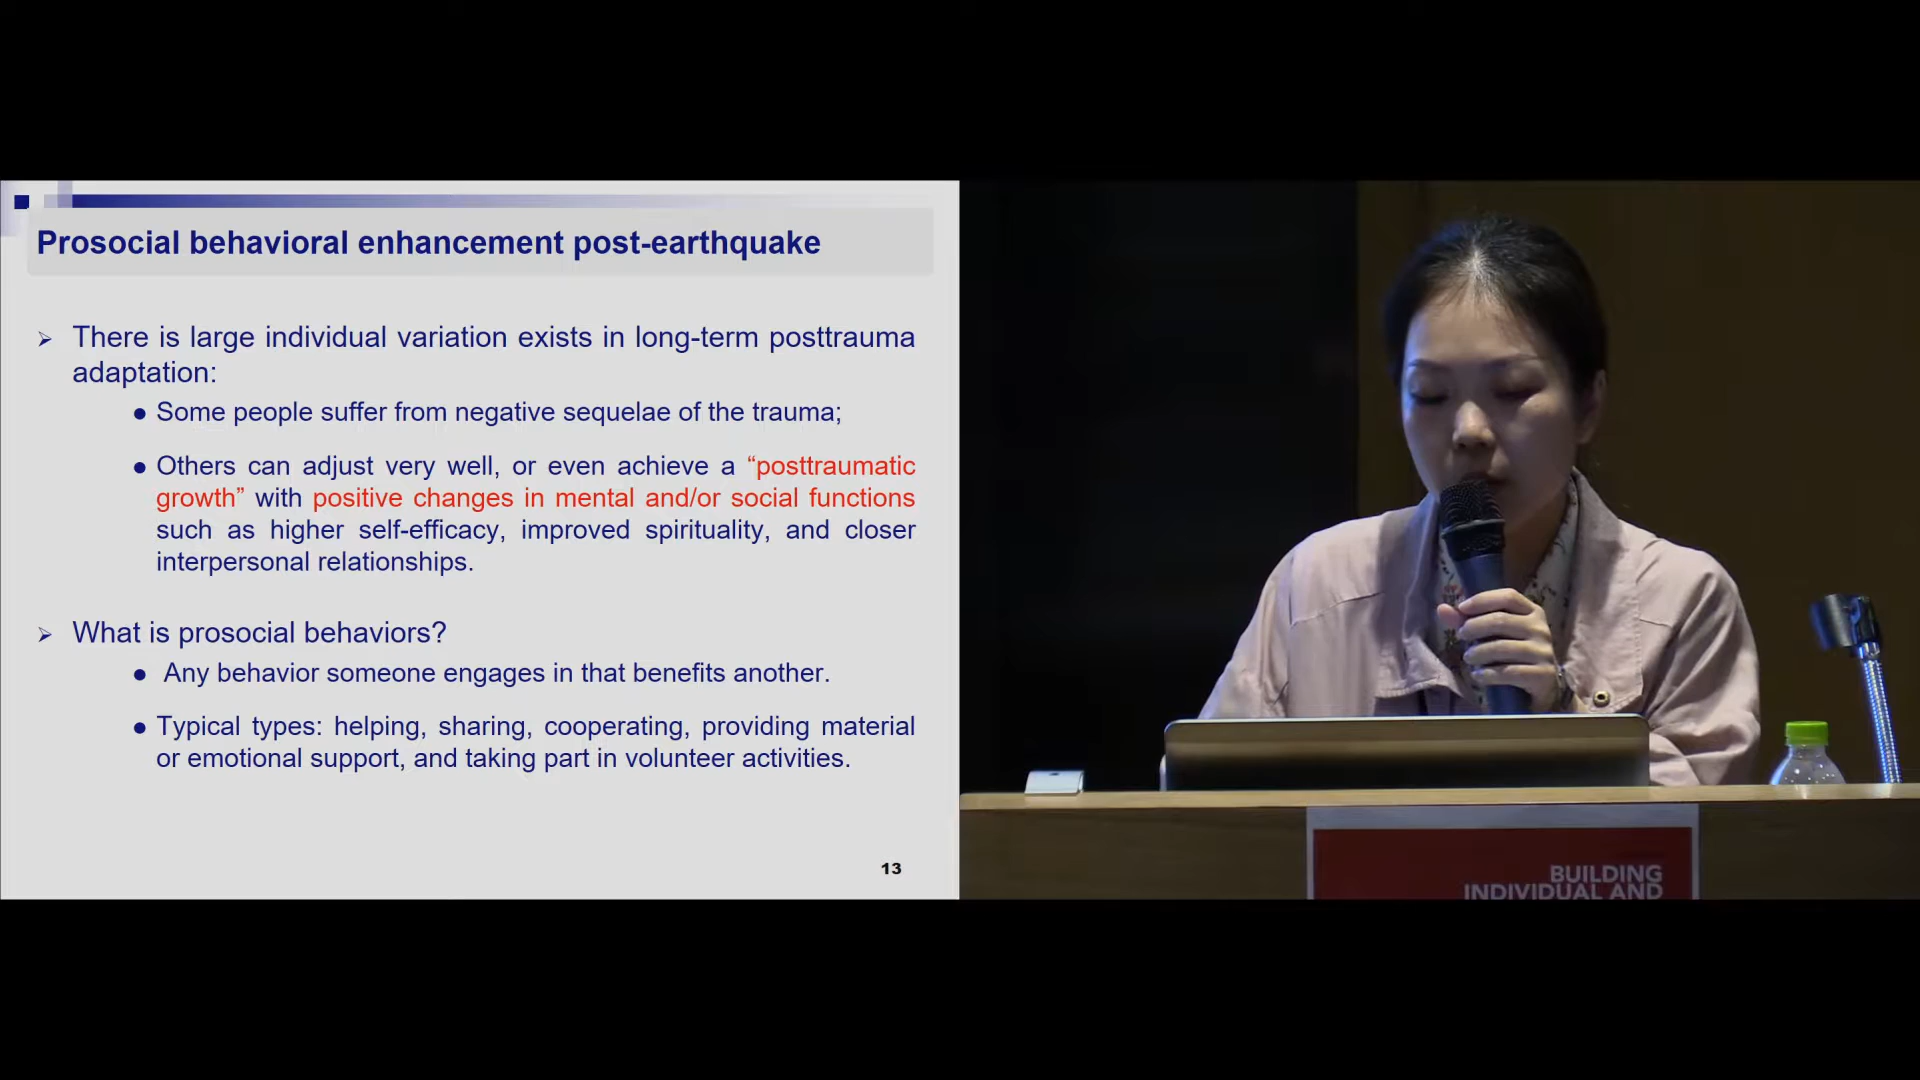 Prosocial behavioral enhancement post-earthquake
There is large individual variation exists in long-term posttrauma
adaptation:
Some people suffer from negative sequelae of the trauma;
Others can adjust very well, or even achieve a “posttraumatic
growth” with positive changes in mental and/or social functions
such as higher self-efficacy, improved spirituality, and closer
interpersonal relationships.
What is prosocial behaviors?
Any behavior someone engages in that benefits another.
Typical types: helping, sharing, cooperating, providing material
or emotional support, and taking part in volunteer activities.
13
BUILDING
INDIVIDUAL AND